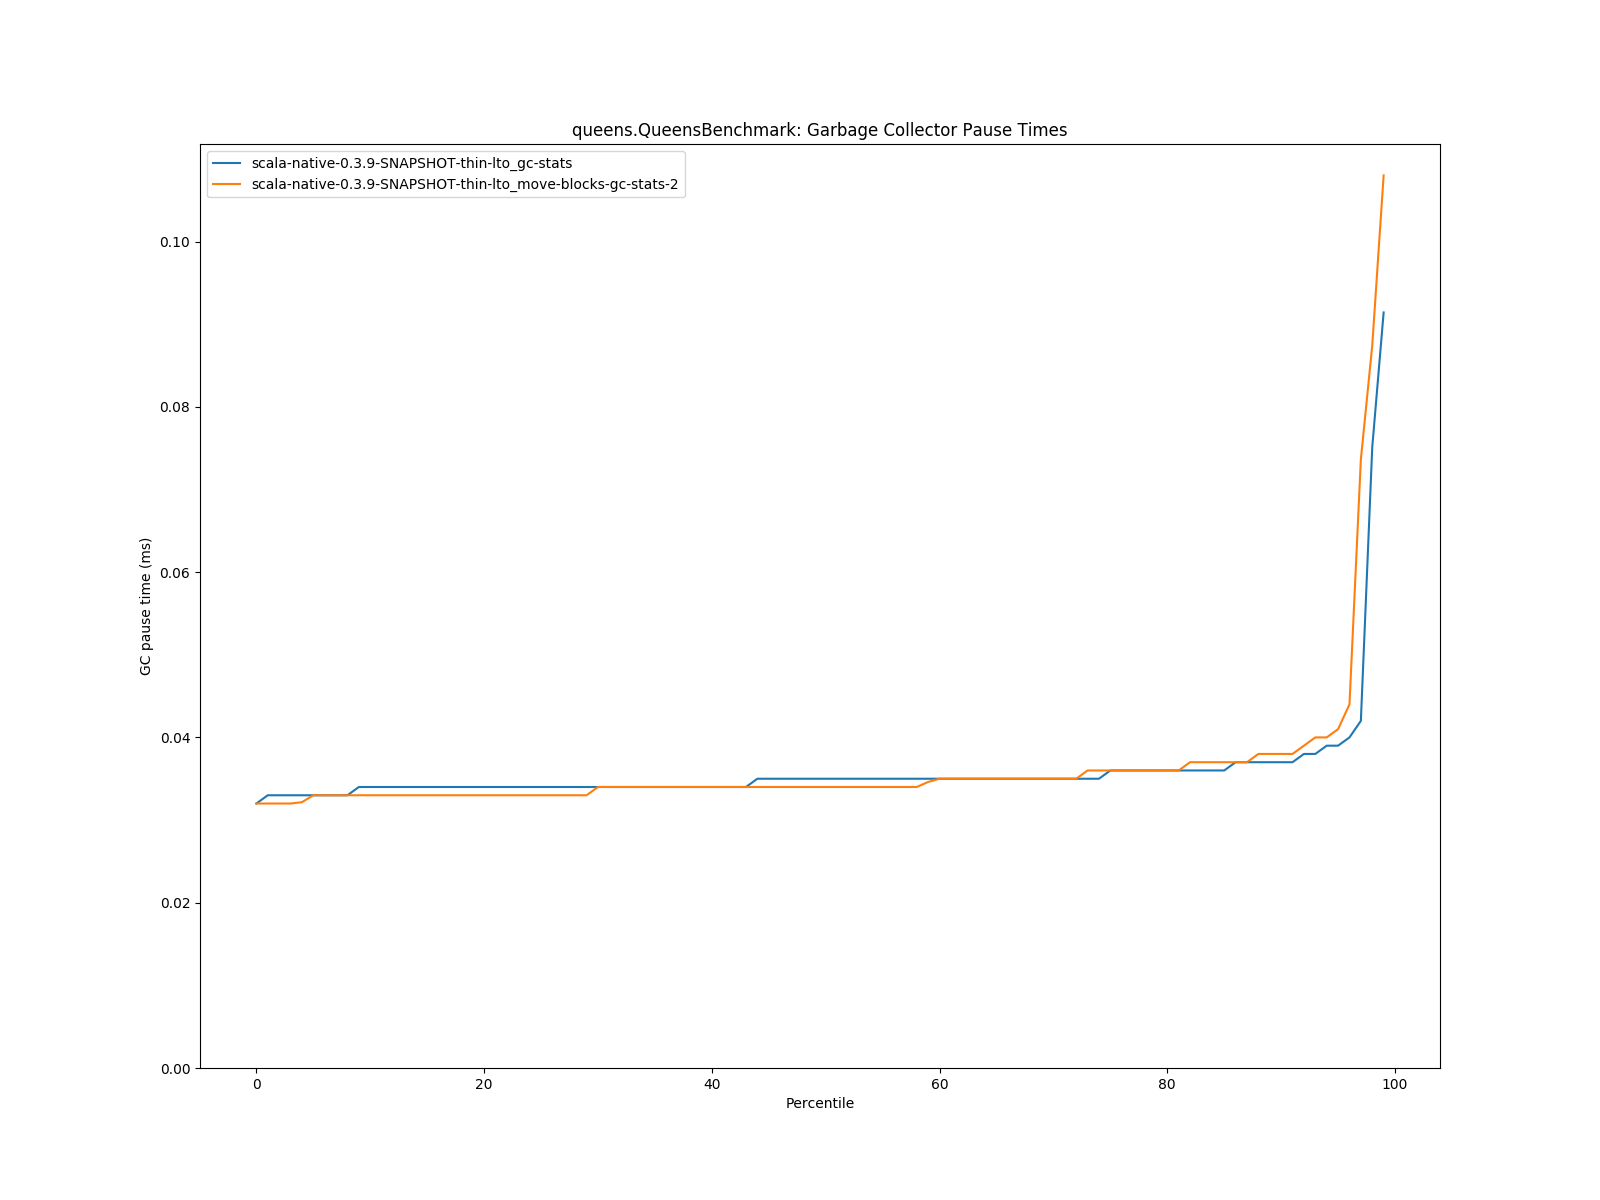 queens.QueensBenchmark: Garbage Collector Pause Times
scala-native-0.3.9-SNAPSHOT-thin-lto_gc-stats
scala-native-0.3.9-SNAPSHOT-thin-lto_move-blocks-gc-stats-2
0.10
0.08
0.06
0.04
0.02
0.00
GC pause time (ms)
0 20 40 60 80 100
Percentile